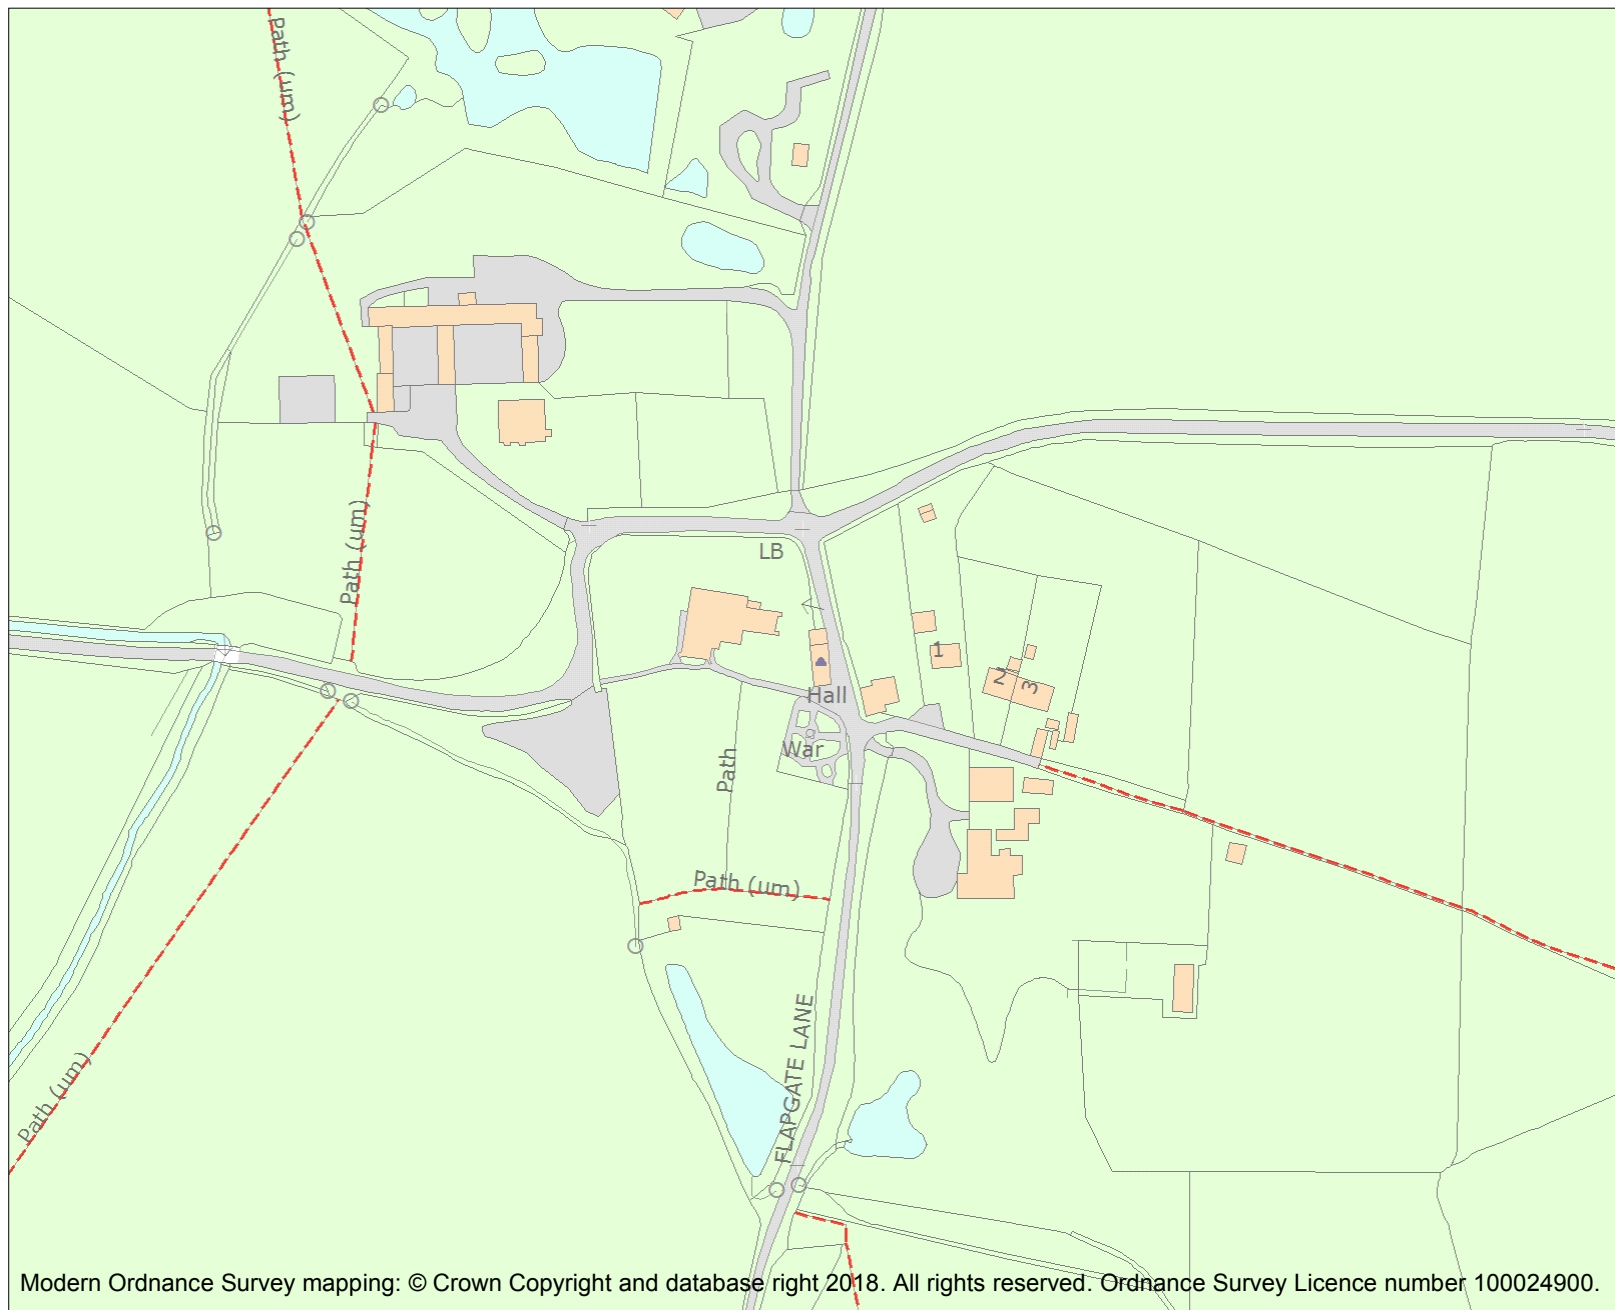 Path (um)
Path (um)
LB
1
2
3
Hall
War
Path
Path (um)
FLAPGATE LANE
Path (um)
Modern Ordnance Survey mapping: © Crown Copyright and database right 2018. All rights reserved. Ordnance Survey Licence number 100024900.